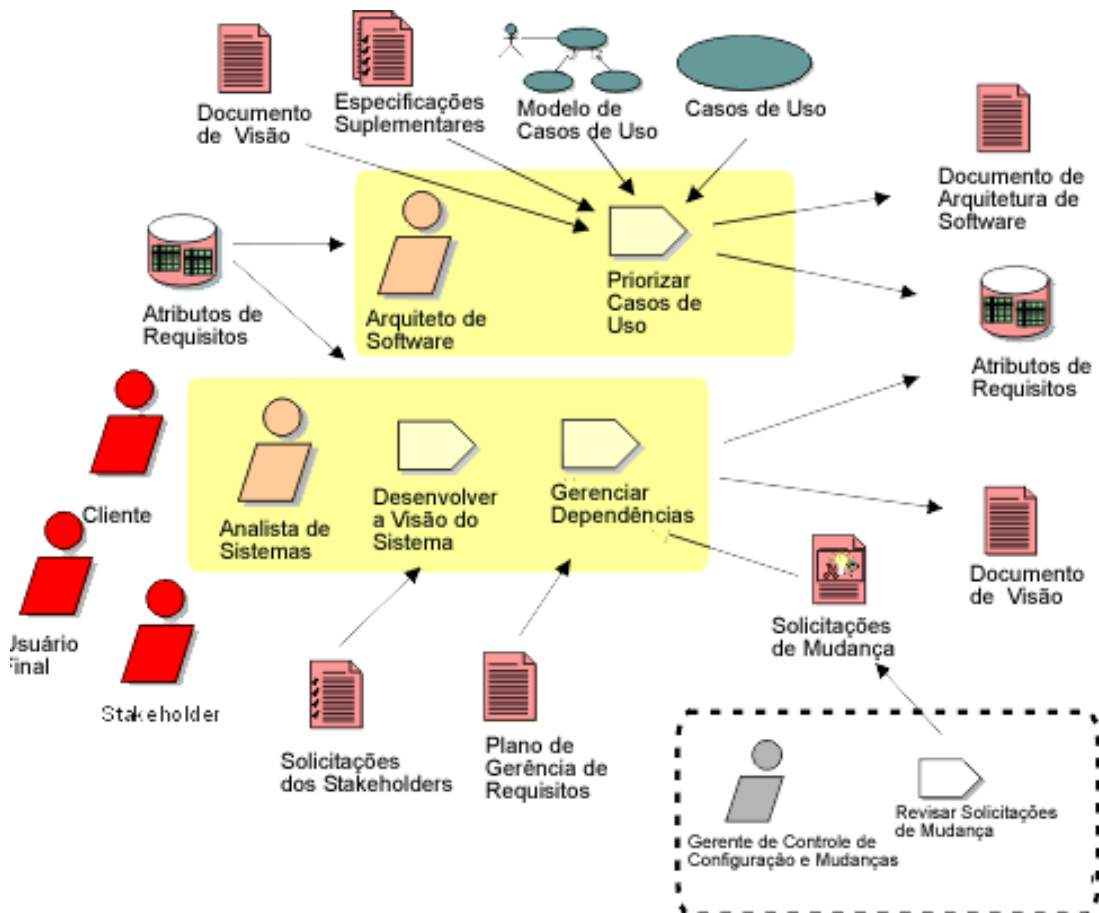 Documento
de Visão
Especificações
Suplementares
Modelo de
Casos de Uso
Casos de Uso
Documento de
Arquitetura de
Software
Atributos de
Requisitos
Arquiteto de
Software
Priorizar
Casos de
Uso
Atributos de
Requisitos
Cliente
Analista de
Sistemas
Desenvolver
a Visão do
Sistema
Gerenciar
Dependências
Documento
de Visão
Usuário
Final
Stakeholder
Solicitações
de Mudança
Solicitações
dos Stakeholders
Plano de
Gerência de
Requisitos
Gerente de Controle de
Configuração e Mudanças
Revisar Solicitações
de Mudança